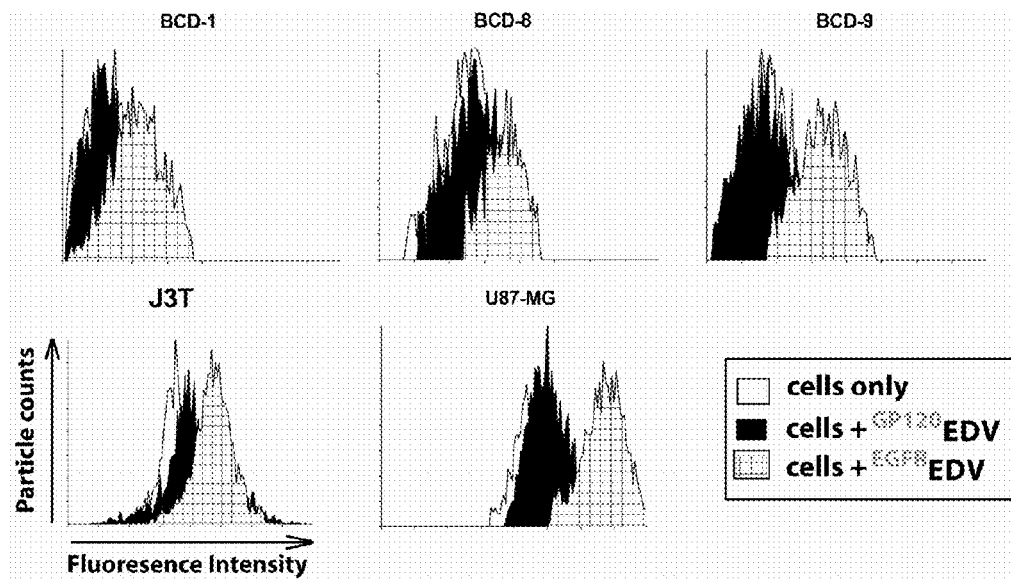 BCD-1
BCD-8
BCD-9
J3T
U87-MG
Particle counts
Fluoresence Intensity
cells only
cells + GP120EDV
cells + EGFREDV